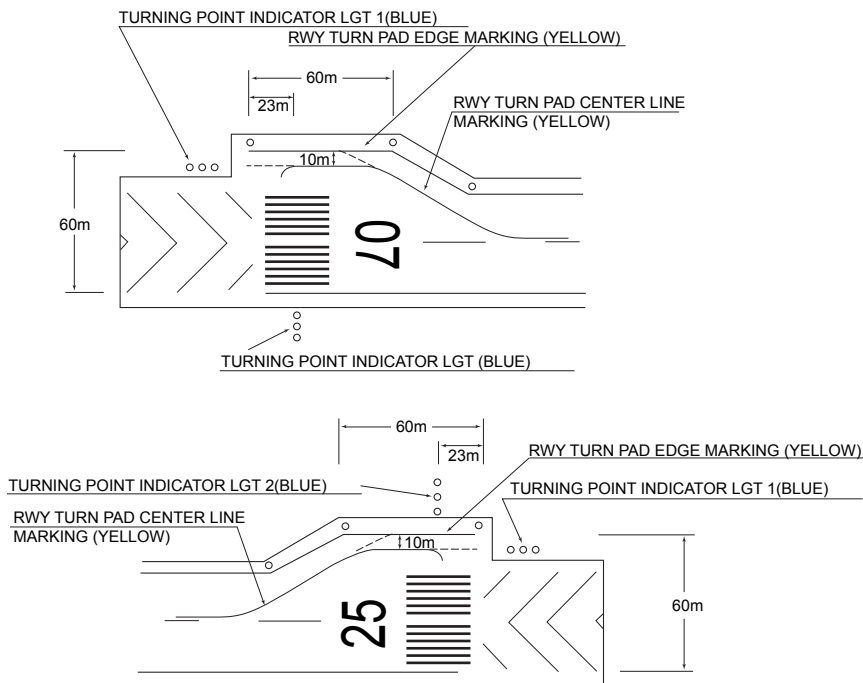 TURNING POINT INDICATOR LGT 1(BLUE)
RWY TURN PAD EDGE MARKING (YELLOW)
60m
23m
RWY TURN PAD CENTER LINE
MARKING (YELLOW)
10m
60m
07
TURNING POINT INDICATOR LGT (BLUE)
60m
23m
RWY TURN PAD EDGE MARKING (YELLOW)
TURNING POINT INDICATOR LGT 2(BLUE)
TURNING POINT INDICATOR LGT 1(BLUE)
RWY TURN PAD CENTER LINE
MARKING (YELLOW)
10m
60m
25